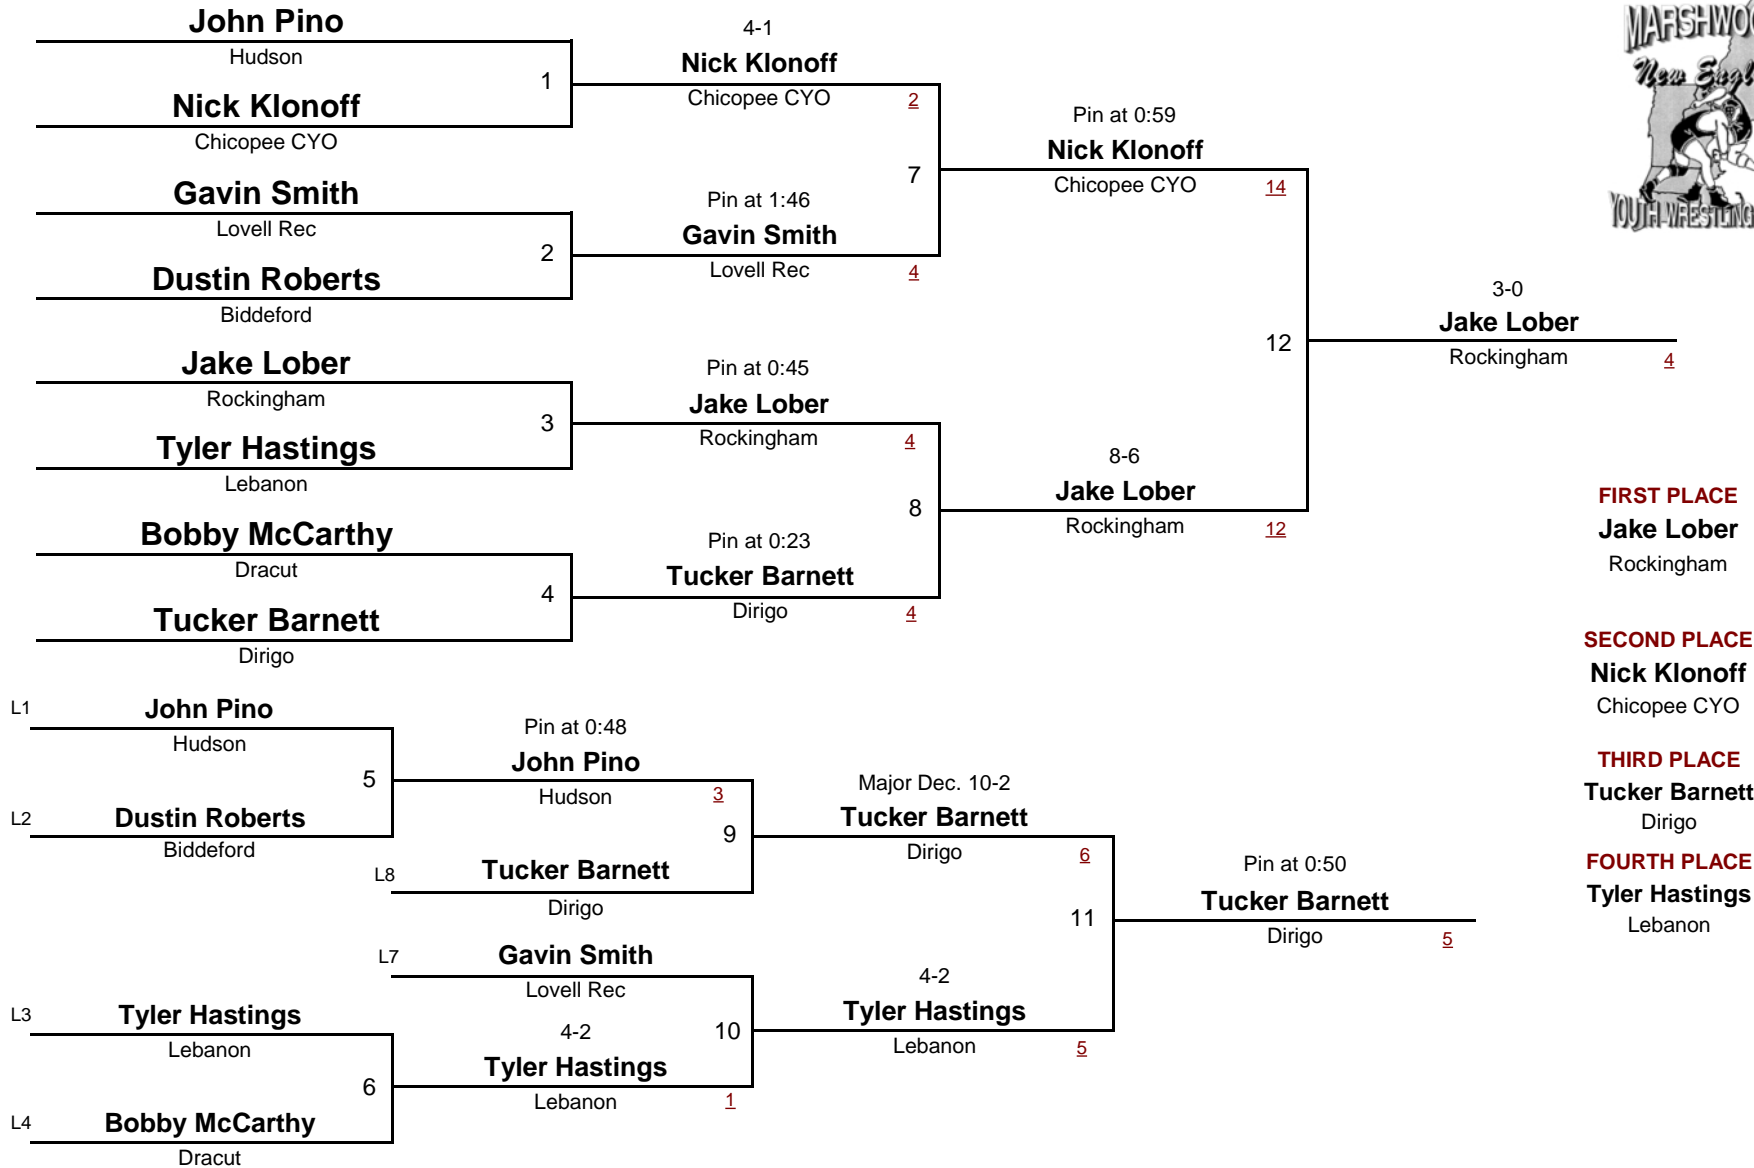 John Pino
Hudson
1
Nick Klonoff
Chicopee CYO
Gavin Smith
Lovell Rec
2
Dustin Roberts
Biddeford
Jake Lober
Rockingham
3
Tyler Hastings
Lebanon
Bobby McCarthy
Dracut
4
Tucker Barnett
Dirigo
4-1
Nick Klonoff
Chicopee CYO
2
7
Pin at 1:46
Gavin Smith
Lovell Rec
4
Pin at 0:45
Jake Lober
Rockingham
4
8
Pin at 0:23
Tucker Barnett
Dirigo
4
Pin at 0:59
Nick Klonoff
Chicopee CYO
14
12
8-6
Jake Lober
Rockingham
12
3-0
Jake Lober
Rockingham
4
New
YOUTH WRESTLING
FIRST PLACE
Jake Lober
Rockingham
SECOND PLACE
Nick Klonoff
Chicopee CYO
THIRD PLACE
Tucker Barnett
Dirigo
FOURTH PLACE
Tyler Hastings
Lebanon
L1
John Pino
Hudson
5
L2
Dustin Roberts
Biddeford
Pin at 0:48
John Pino
Hudson
3
9
L8
Tucker Barnett
Dirigo
L7
Gavin Smith
Lovell Rec
10
4-2
Tyler Hastings
Lebanon
1
L3
Tyler Hastings
Lebanon
6
L4
Bobby McCarthy
Dracut
Major Dec. 10-2
Tucker Barnett
Dirigo
6
11
4-2
Tyler Hastings
Lebanon
5
Pin at 0:50
Tucker Barnett
Dirigo
5